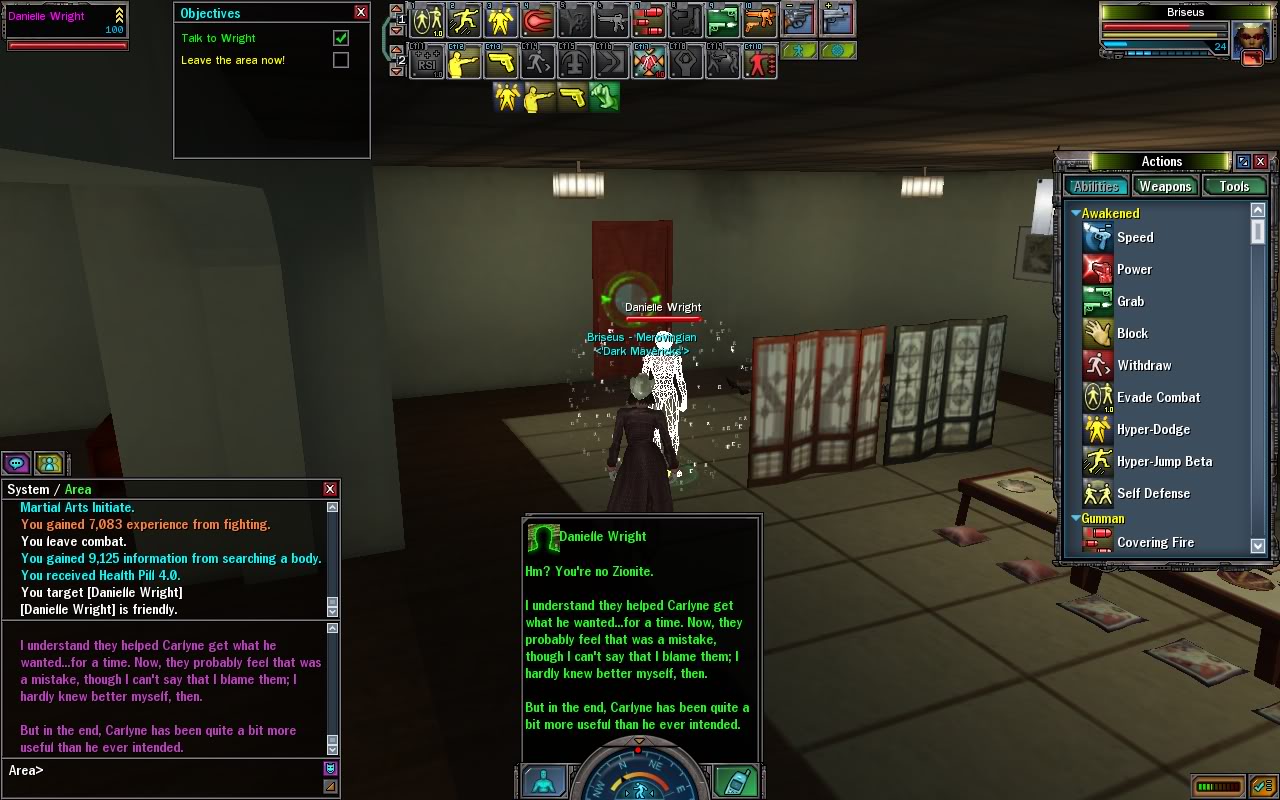 Danielle Wright
100
Objectives
Talk to Wright
Leave the area now!
1
2
Briseus
24
Actions
Abilities
Weapons
Tools
Awakened
Speed
Power
Grab
Block
Withdraw
Evade Combat
Hyper-Dodge
Hyper-Jump Beta
Self Defense
Gunman
Covering Fire
Danielle Wright
Briseus - Merovingian
<'Dark Mavericks'>
System / Area
Martial Arts Initiate.
You gained 7,083 experience from fighting.
You leave combat.
You gained 9,125 information from searching a body.
You received Health Pill 4.0.
You target [Danielle Wright]
[Danielle Wright] is friendly.
I understand they helped Carlyne get what he
wanted...for a time. Now, they probably feel that was
a mistake, though I can't say that I blame them; I
hardly knew better myself, then.
But in the end, Carlyne has been quite a bit more
useful than he ever intended.
Area>
Danielle Wright
Hm? You're no Zionite.
I understand they helped Carlyne get
what he wanted...for a time. Now, they
probably feel that was a mistake,
though I can't say that I blame them; I
hardly knew better myself, then.
But in the end, Carlyne has been quite a
bit more useful than he ever intended.
NW
N
NE
E